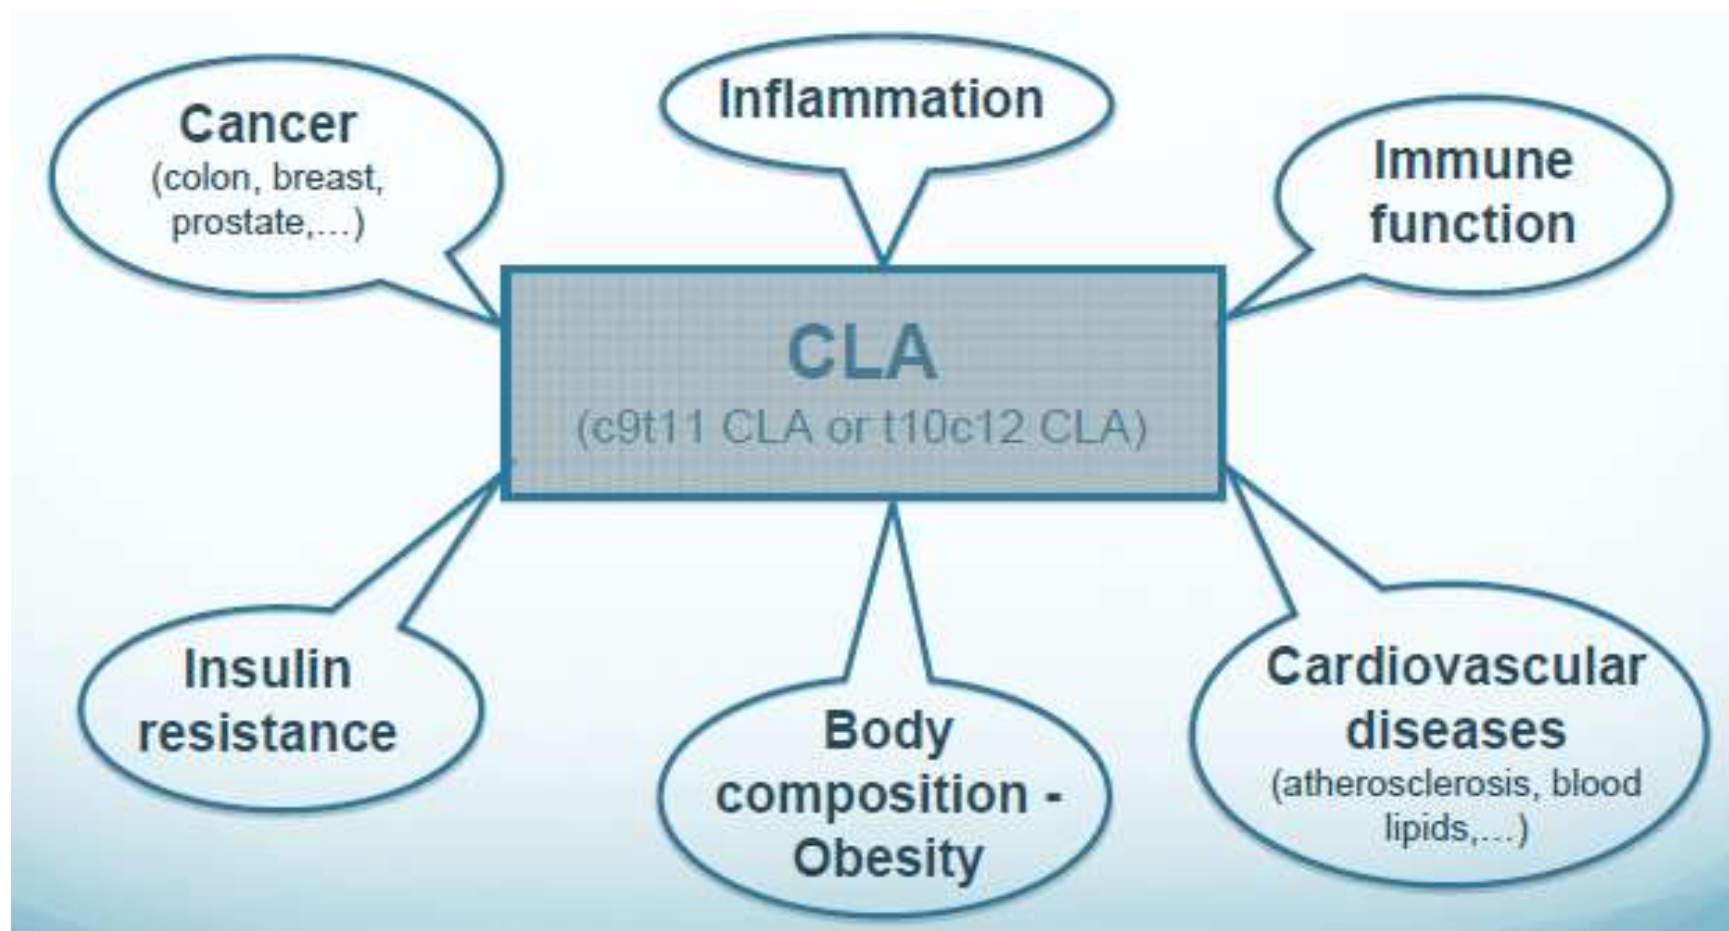 Cancer
(colon, breast,
prostate,...)
Inflammation
Immune
function
CLA
(c9t11 CLA or t10c12 CLA)
Insulin
resistance
Body
composition -
Obesity
Cardiovascular
diseases
(atherosclerosis, blood
lipids,...)